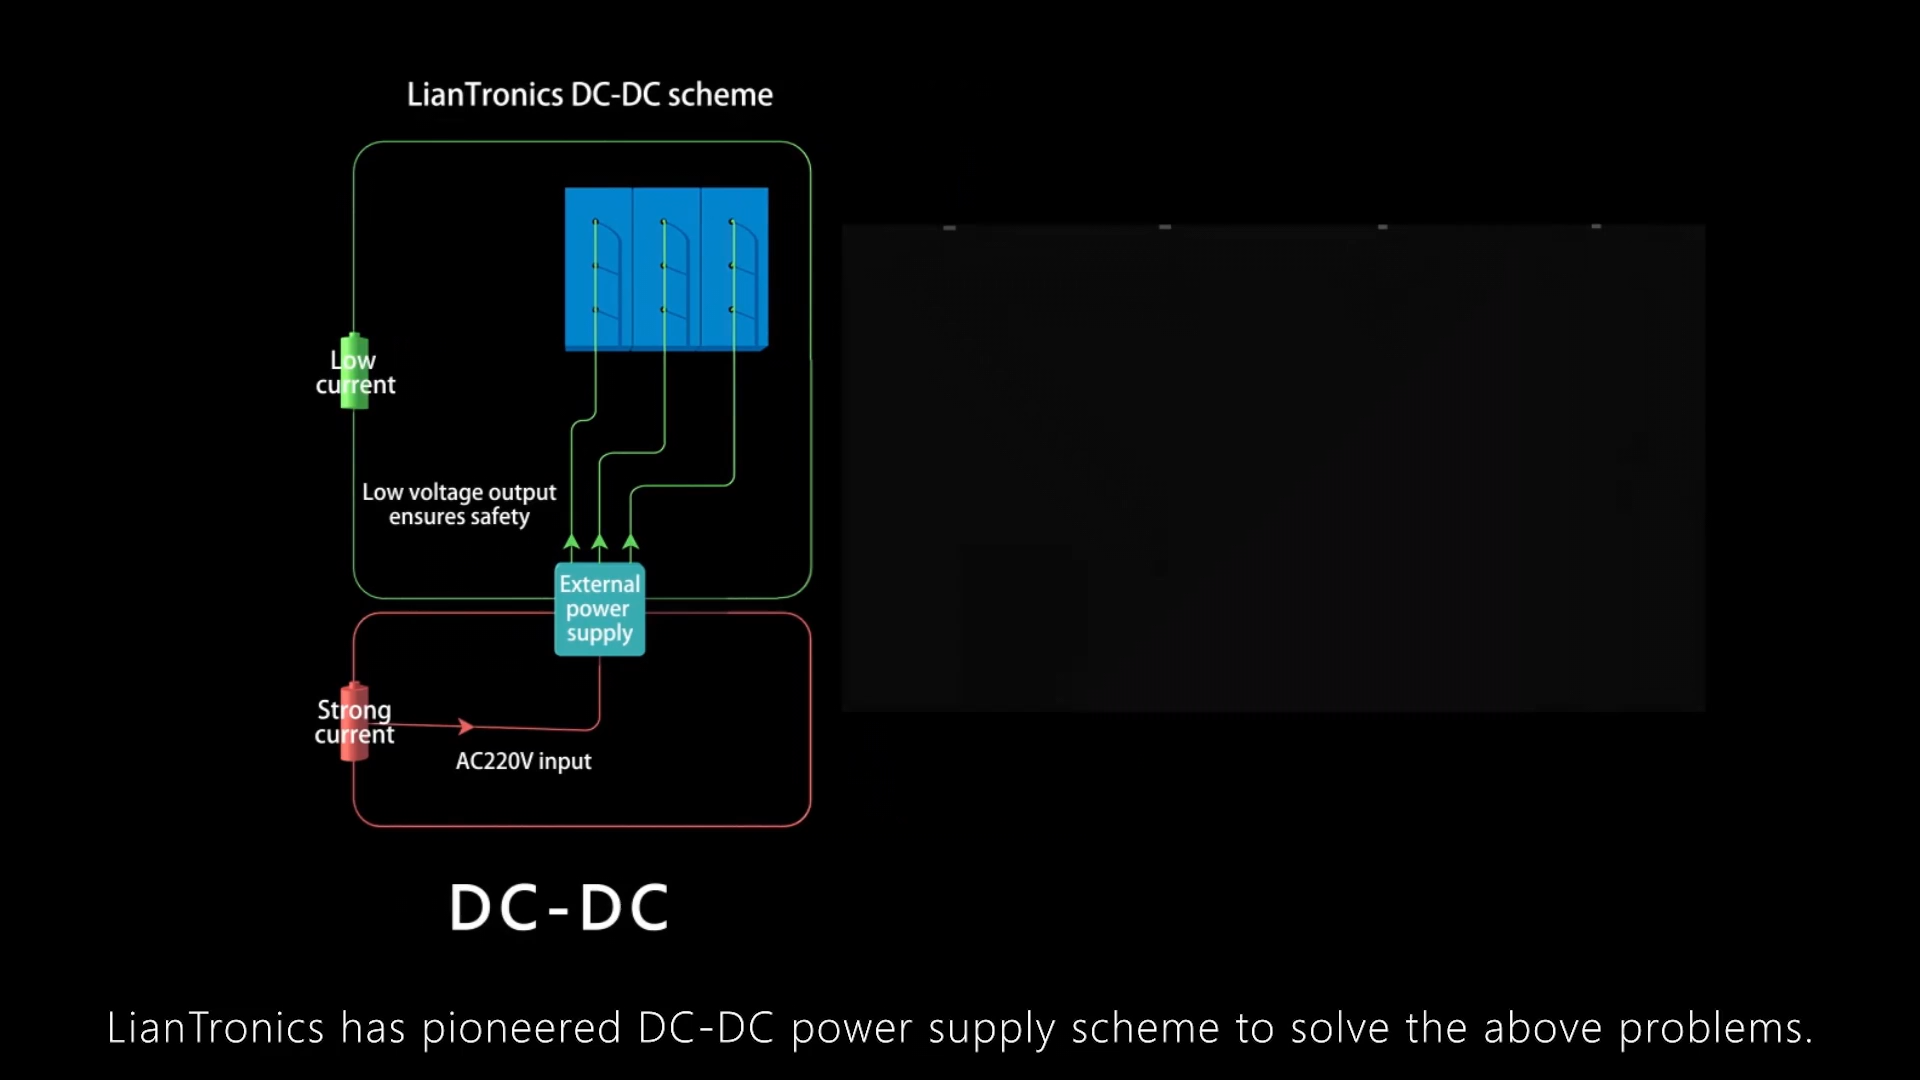 LianTronics DC-DC scheme
Low
current
Low voltage output
ensures safety
External
power
supply
Strong
current
AC220V input
DC-DC
LianTronics has pioneered DC-DC power supply scheme to solve the above problems.